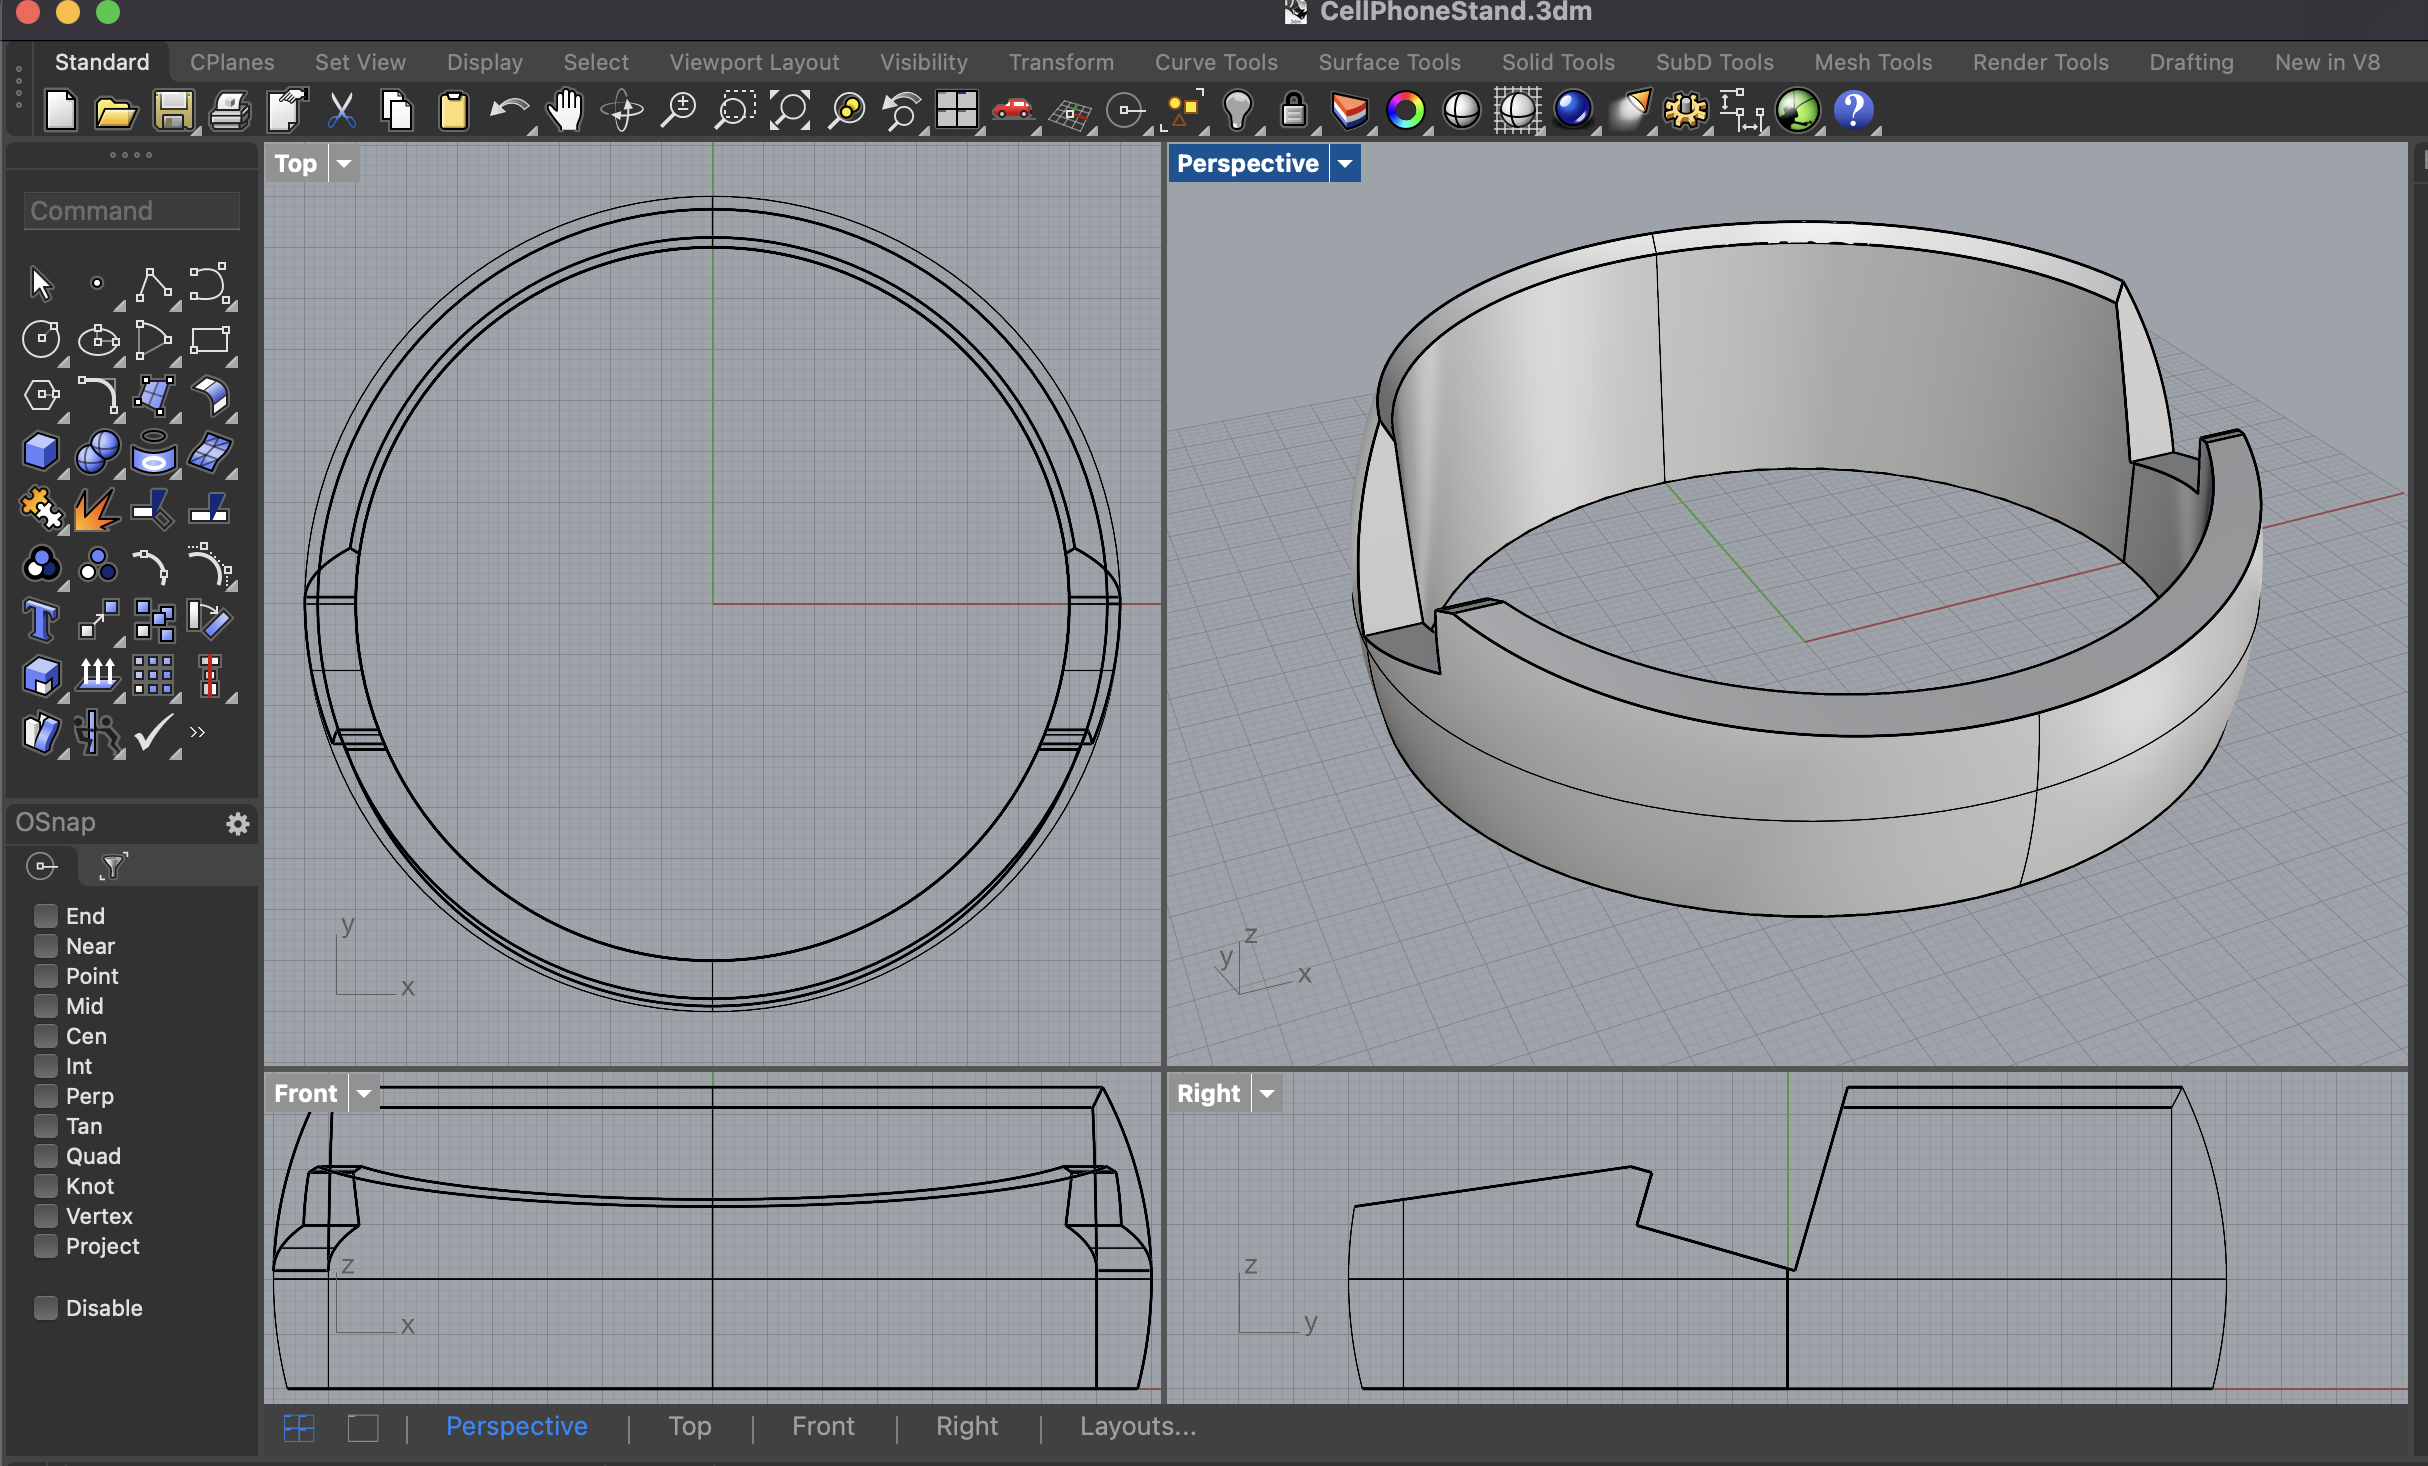 CellPhoneStand.3dm
Standard CPlanes Set View Display Select Viewport Layout Visibility Transform Curve Tools Surface Tools Solid Tools SubD Tools Mesh Tools Render Tools Drafting New in V8
Command
Top
y
x
Perspective
z
y
x
OSnap
End
Near
Point
Mid
Cen
Int
Perp
Tan
Quad
Knot
Vertex
Project
Disable
Front
z
x
Right
z
y
Perspective | Top | Front | Right | Layouts...